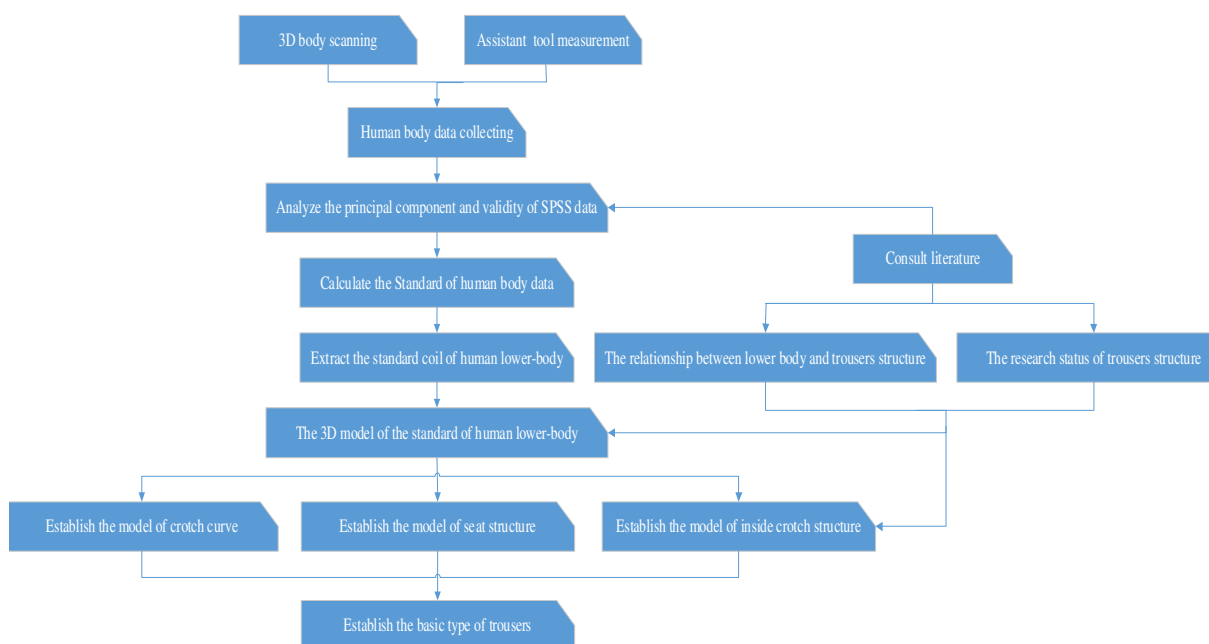 3D body scanning
Assistant tool measurement
Human body data collecting
Analyze the principal component and validity of SPSS data
Consult literature
Calculate the Standard of human body data
Extract the standard coil of human lower-body
The relationship between lower body and trousers structure
The research status of trousers structure
The 3D model of the standard of human lower-body
Establish the model of crotch curve
Establish the model of seat structure
Establish the model of inside crotch structure
Establish the basic type of trousers